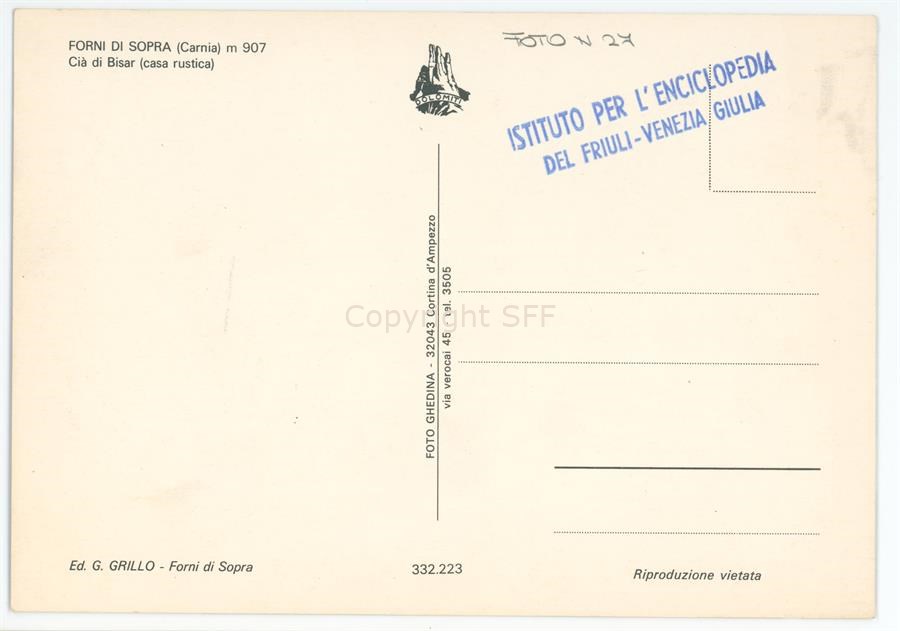 FORNI DI SOPRA (Carnia) m 907
Cià di Bisar (casa rustica)
DOLOMITI
FOTO N 27
ISTITUTO PER L'ENCICLOPEDIA
DEL FRIULI-VENEZIA GIULIA
FOTO GHEDINA - 32043 Cortina d'Ampezzo
via verocai 45 tel. 3505
Copyright SFF
Ed. G. GRILLO - Forni di Sopra
332.223
Riproduzione vietata